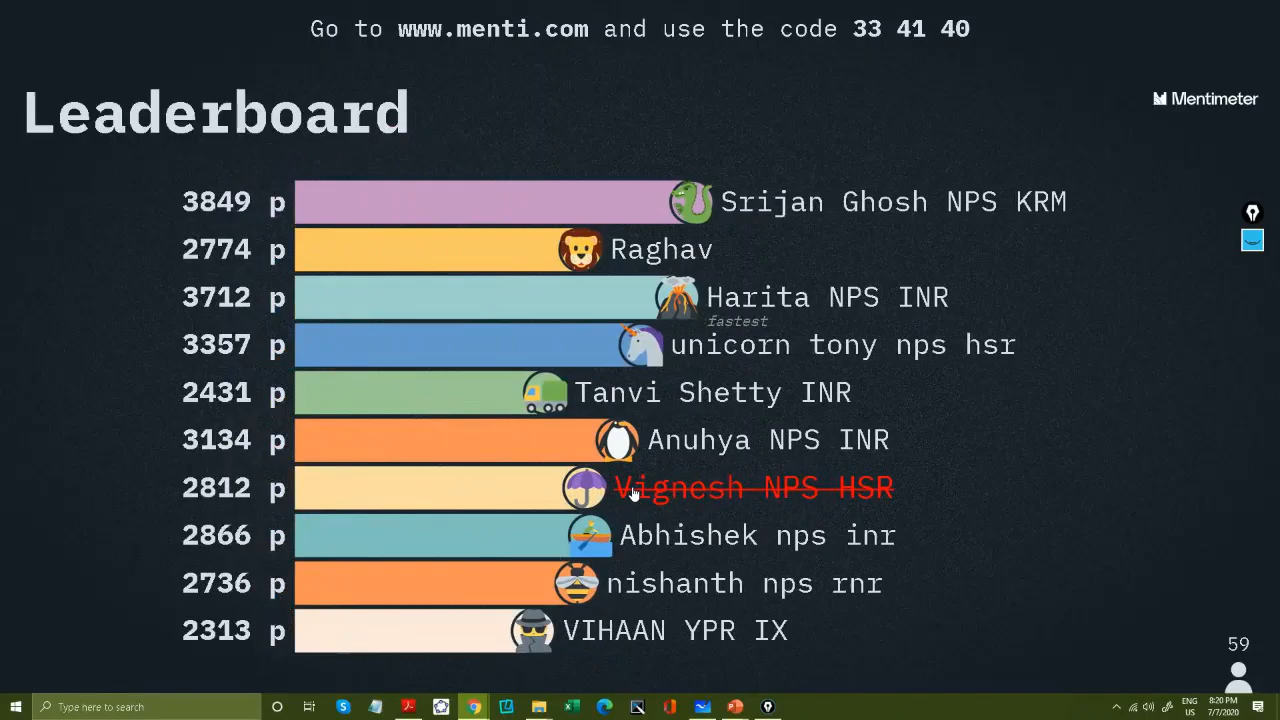 Go to www.menti.com and use the code 33 41 40
Leaderboard
Mentimeter
3849 p Srijan Ghosh NPS KRM
2774 p Raghav
3712 p Harita NPS INR
fastest
3357 p unicorn tony nps hsr
2431 p Tanvi Shetty INR
3134 p Anuhya NPS INR
2812 p Vignesh NPS HSR
2866 p Abhishek nps inr
2736 p nishanth nps rnr
2313 p VIHAAN YPR IX
59
Type here to search
ENG
US
8:20 PM
7/7/2020